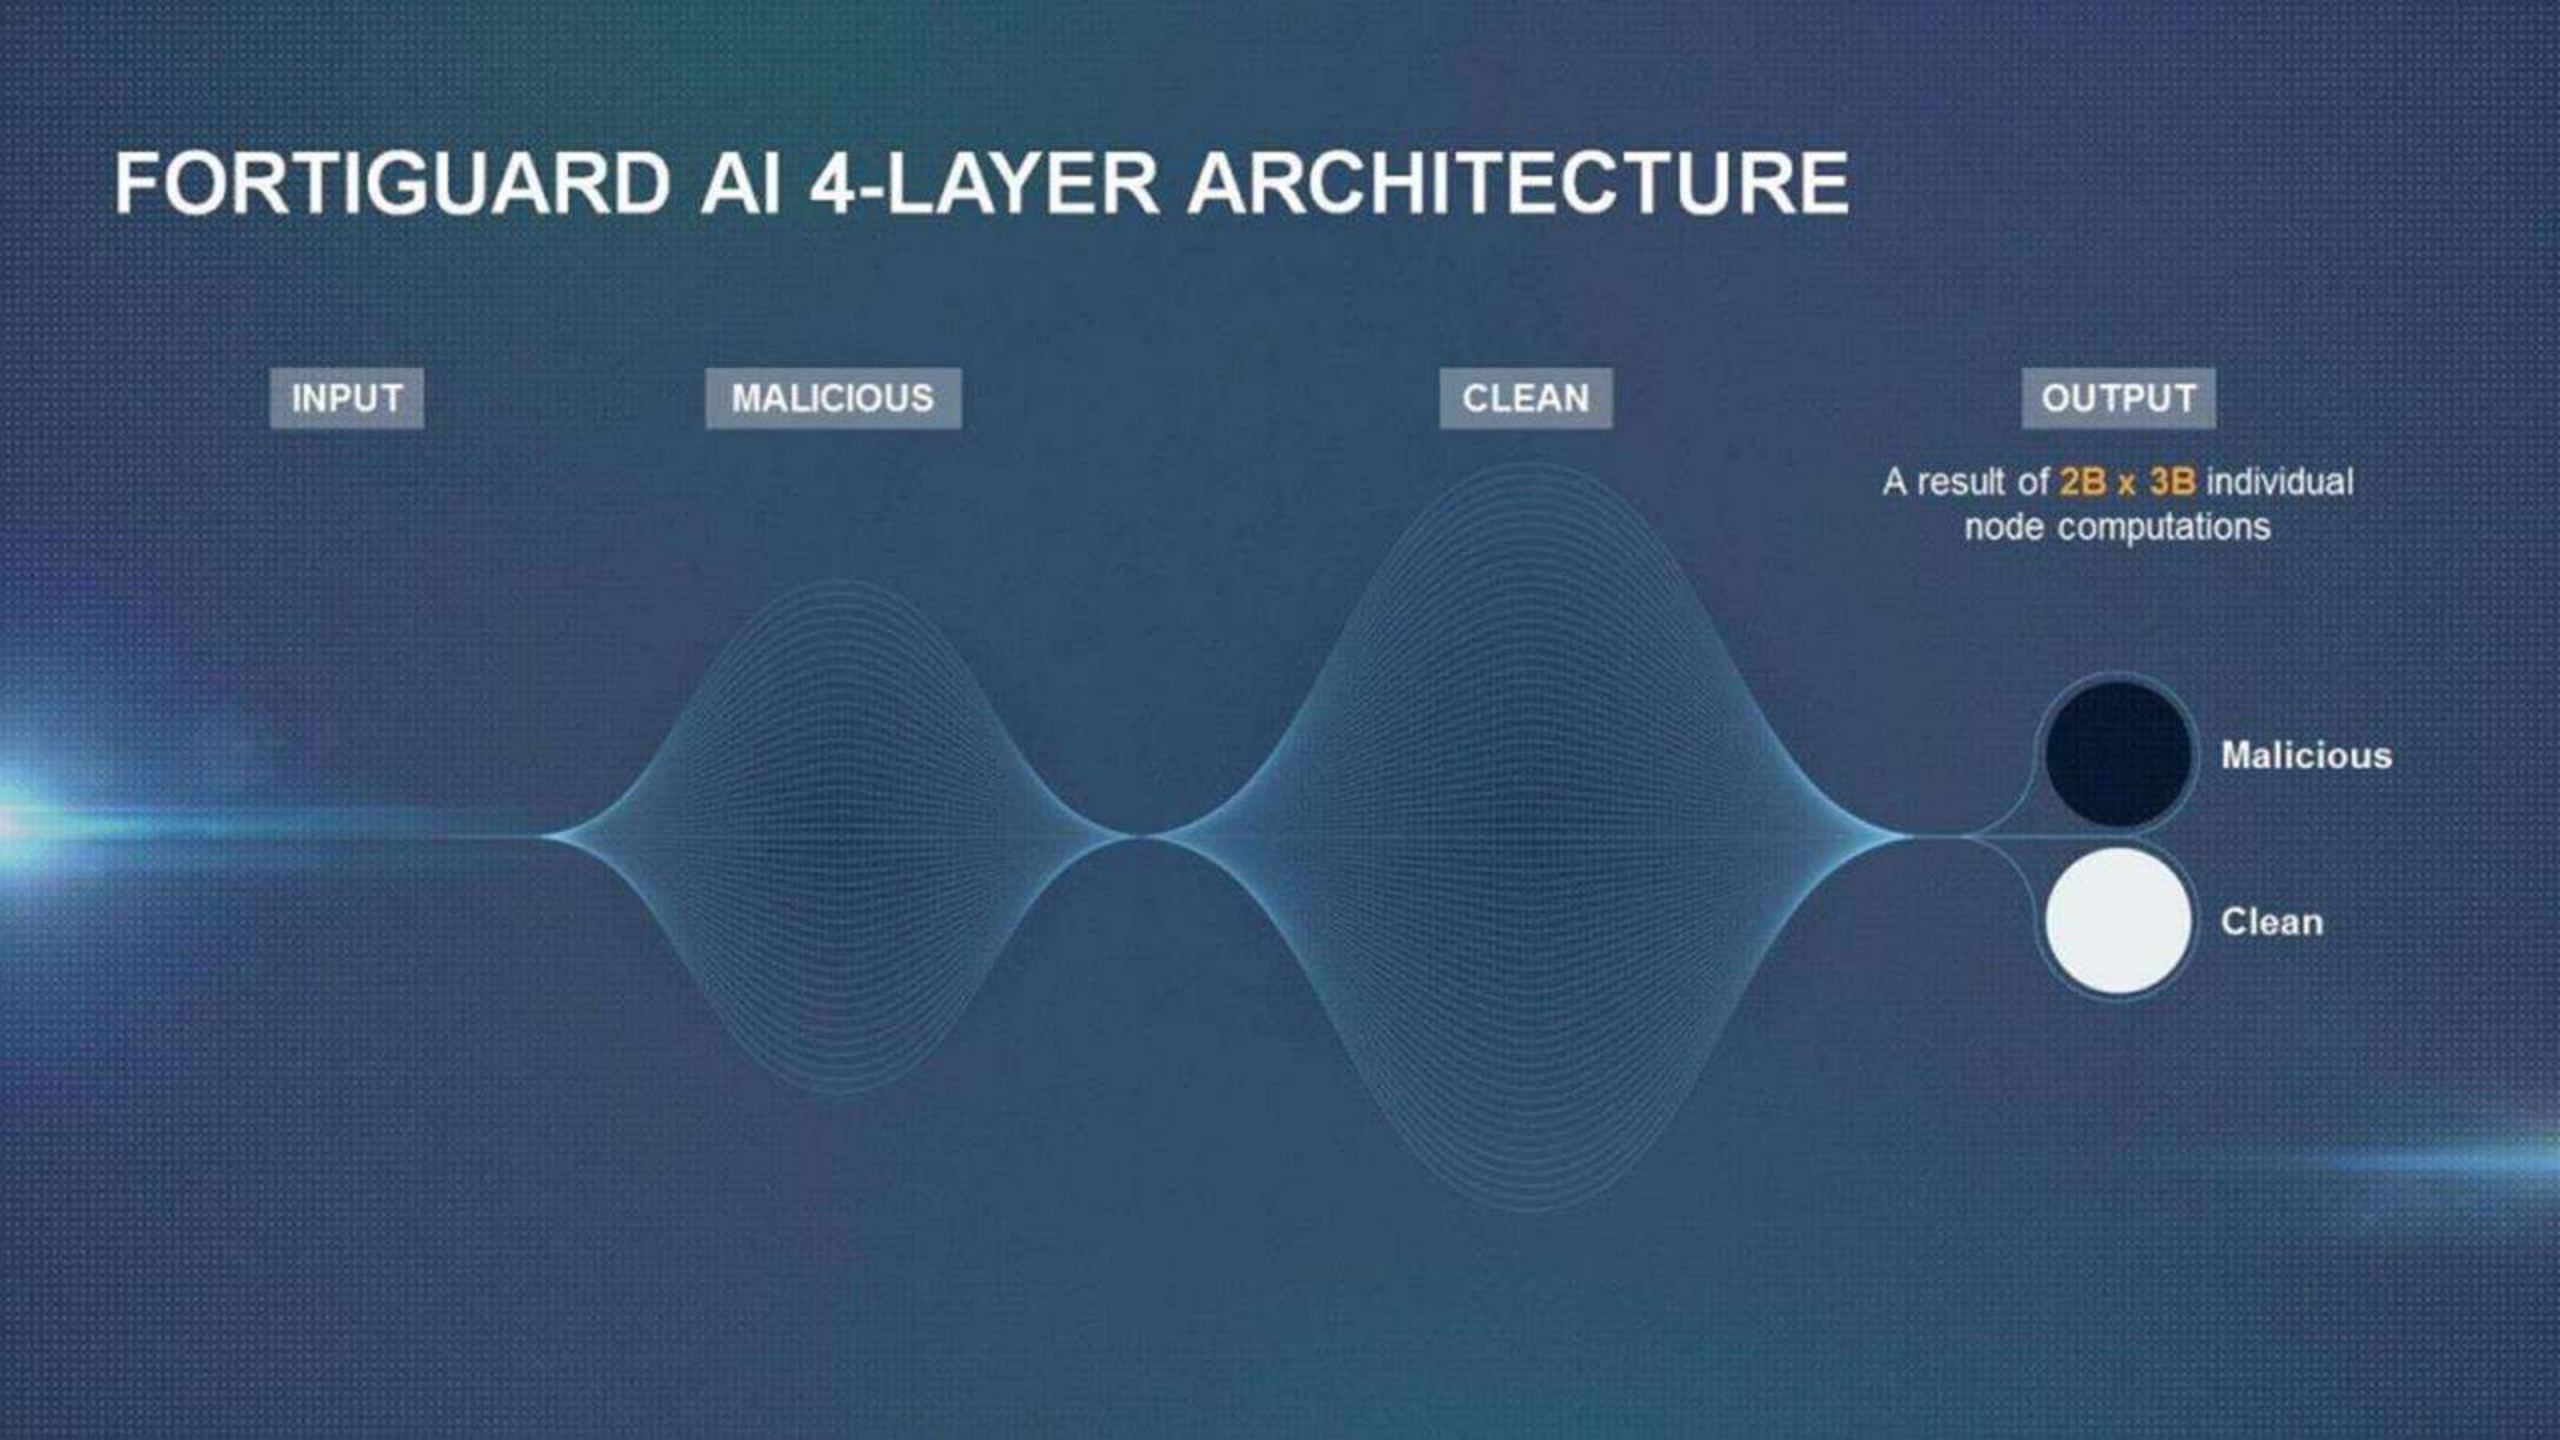 FORTIGUARD AI 4-LAYER ARCHITECTURE
INPUT
MALICIOUS
CLEAN
OUTPUT
A result of 2B x 3B individual
node computations
Malicious
Clean